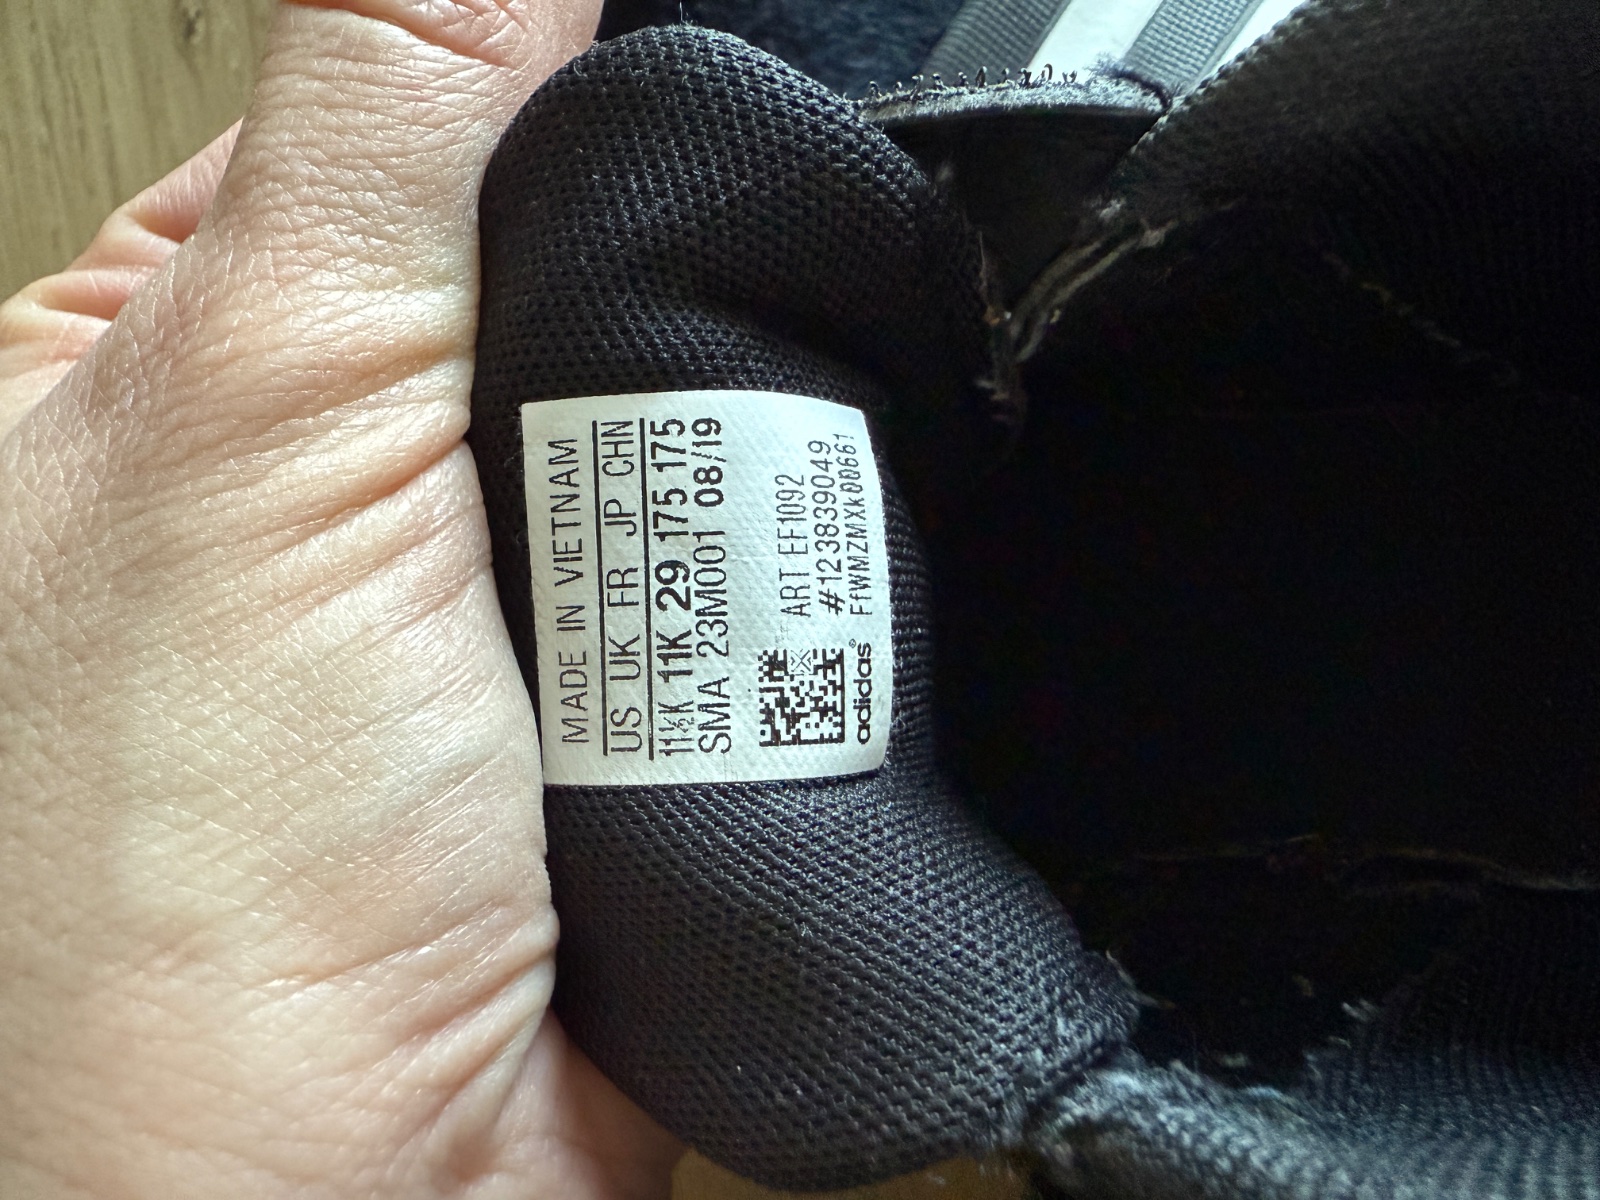 MADE IN VIETNAM
US UK FR JP CHN
11½K 11K 29 175 175
SMA 23M001 08/19
ART EF1092
#123839049
FfWMZMXk00661
adidas®